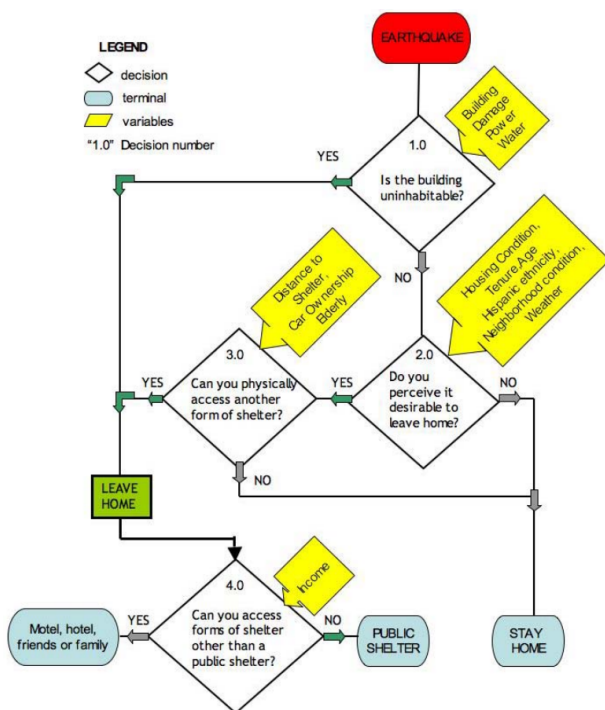 EARTHQUAKE
LEGEND
decision
terminal
variables
"1.0" Decision number
Building
Damage
Power
Water
1.0
Is the building
uninhabitable?
YES
NO
Housing Condition,
Tenure, Age
Hispanic ethnicity,
Neighborhood condition,
Weather
Distance to
Shelter,
Car Ownership
Elderly
3.0
Can you physically
access another
form of shelter?
YES
NO
2.0
Do you
perceive it
desirable to
leave home?
YES
NO
LEAVE
HOME
Income
4.0
Can you access
forms of shelter
other than a
public shelter?
YES
NO
Motel, hotel,
friends or family
PUBLIC
SHELTER
STAY
HOME